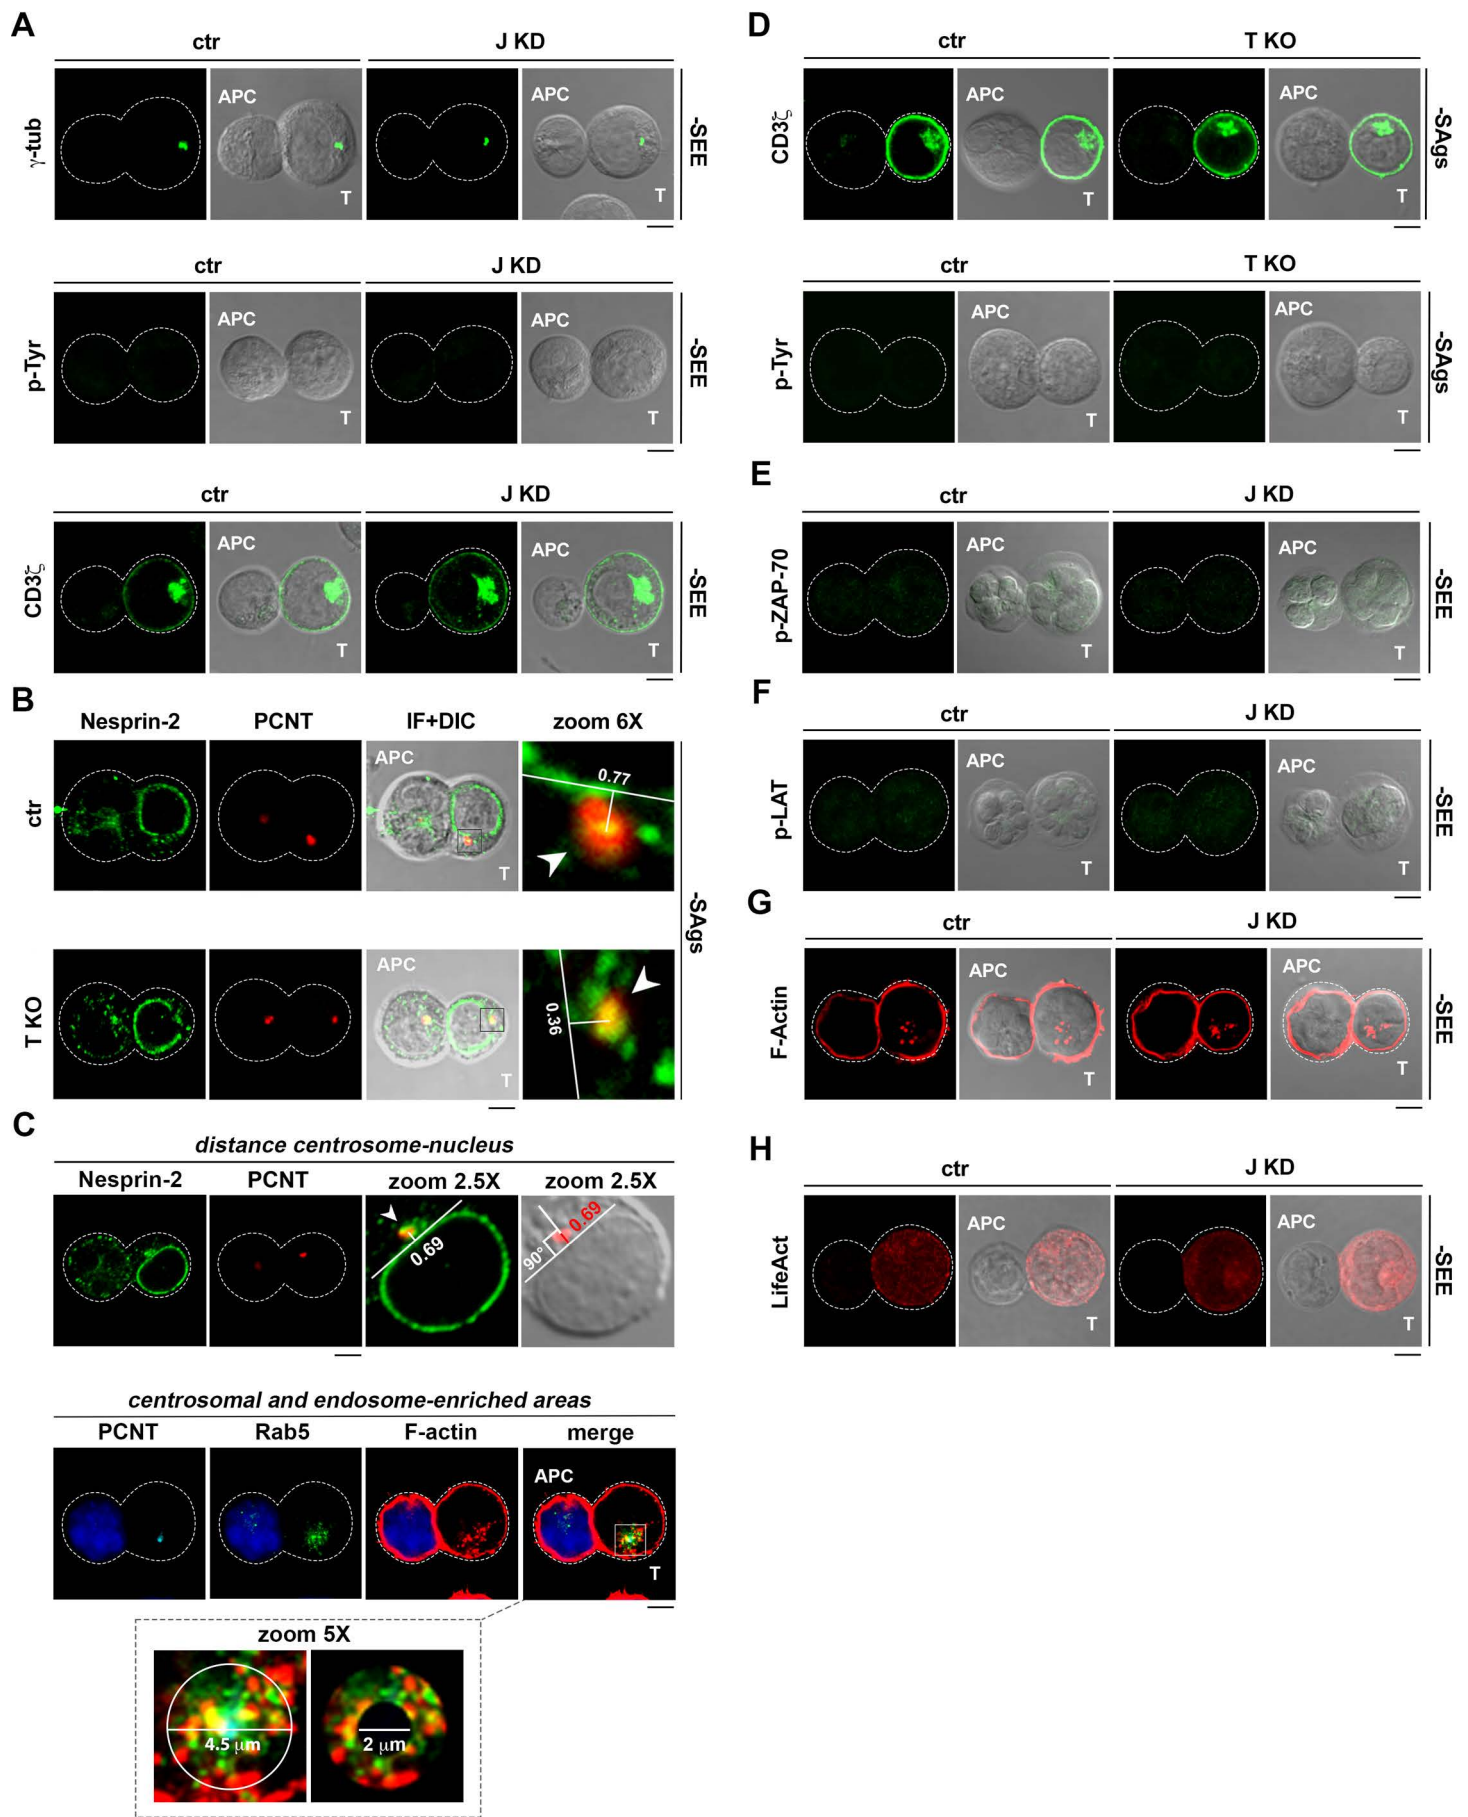 A
ctr J KD
γ-tub APC T APC T -SEE
ctr J KD
p-Tyr APC T APC T -SEE
ctr J KD
CD3ζ APC T APC T -SEE
B
Nesprin-2 PCNT IF+DIC zoom 6X
ctr APC T 0.77
T KO APC T 0.36
-SAgs
C
distance centrosome-nucleus
Nesprin-2 PCNT zoom 2.5X zoom 2.5X
0.69 90° 0.69
centrosomal and endosome-enriched areas
PCNT Rab5 F-actin merge
APC T
zoom 5X
4.5 μm 2 μm
D
ctr T KO
CD3ζ APC T APC T -SAgs
ctr T KO
p-Tyr APC T APC T -SAgs
E
ctr J KD
p-ZAP-70 APC T APC T -SEE
F
ctr J KD
p-LAT APC T APC T -SEE
G
ctr J KD
F-Actin APC T APC T -SEE
H
ctr J KD
LifeAct APC T APC T -SEE